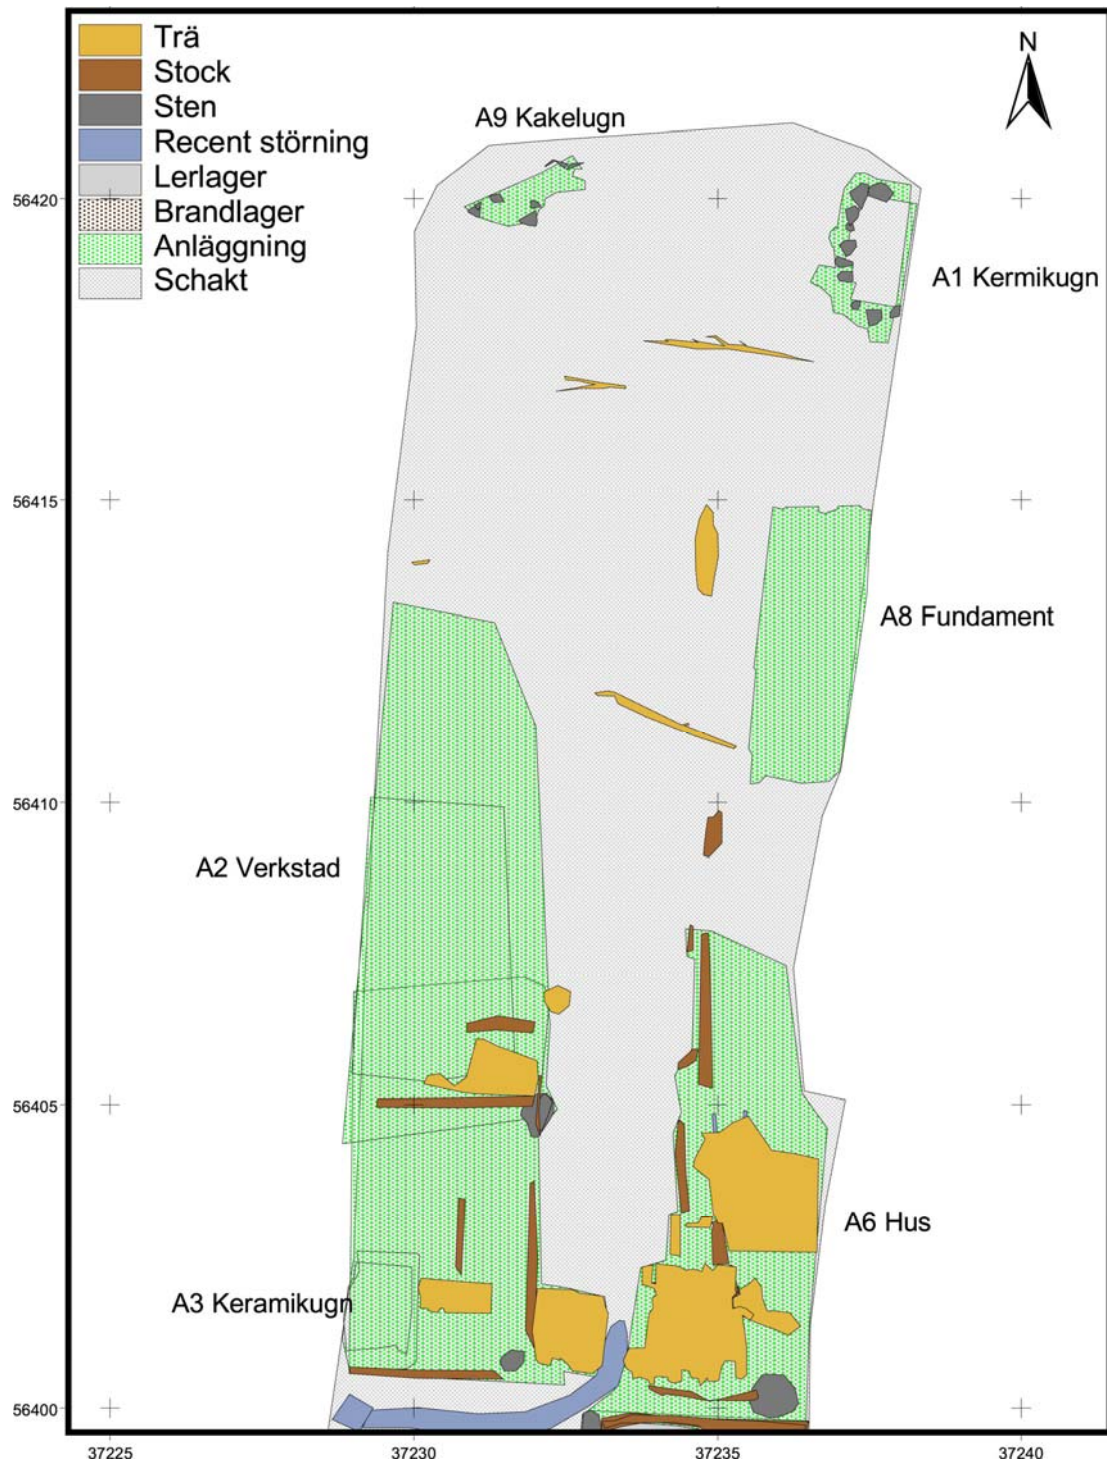 Trä
Stock
Sten
Recent störning
Lerlager
Brandlager
Anläggning
Schakt
N
A9 Kakelugn
56420
A1 Kermikugn
56415
A8 Fundament
56410
A2 Verkstad
56405
A6 Hus
A3 Keramikugn
56400
37225
37230
37235
37240